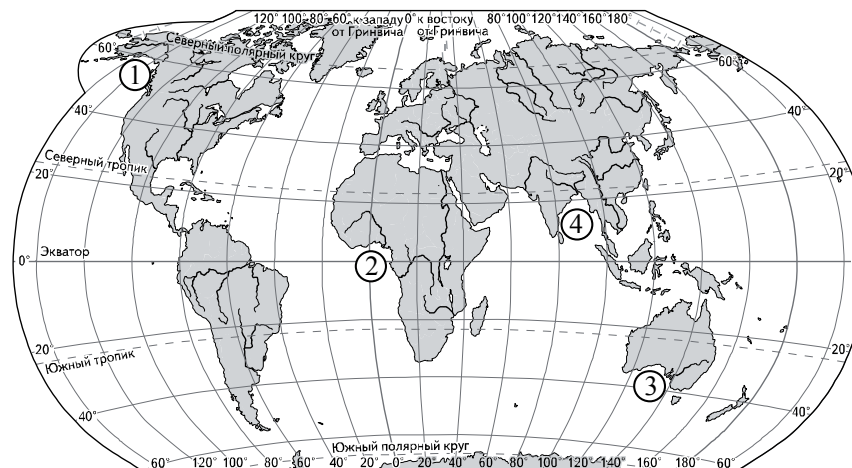 120° 100° 80° 60° к западу 0° к востоку 80° 100° 120° 140° 160° 180°
от Гринвича от Гринвича
Северный полярный круг
60° 60°
1
40° 40°
Северный тропик
20° 20°
4
Экватор
0°
2
20° 20°
Южный тропик
3
40° 40°
Южный полярный круг
60° 120° 100° 80° 60° 40° 20° 0° 20° 40° 60° 80° 100° 120° 140° 160° 180° 60°